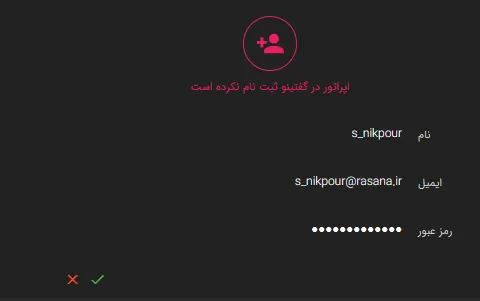 اپراتور در گفتینو ثبت نام نکرده است
نام s_nikpour
ایمیل s_nikpour@rasana.ir
رمز عبور •••••••••••••